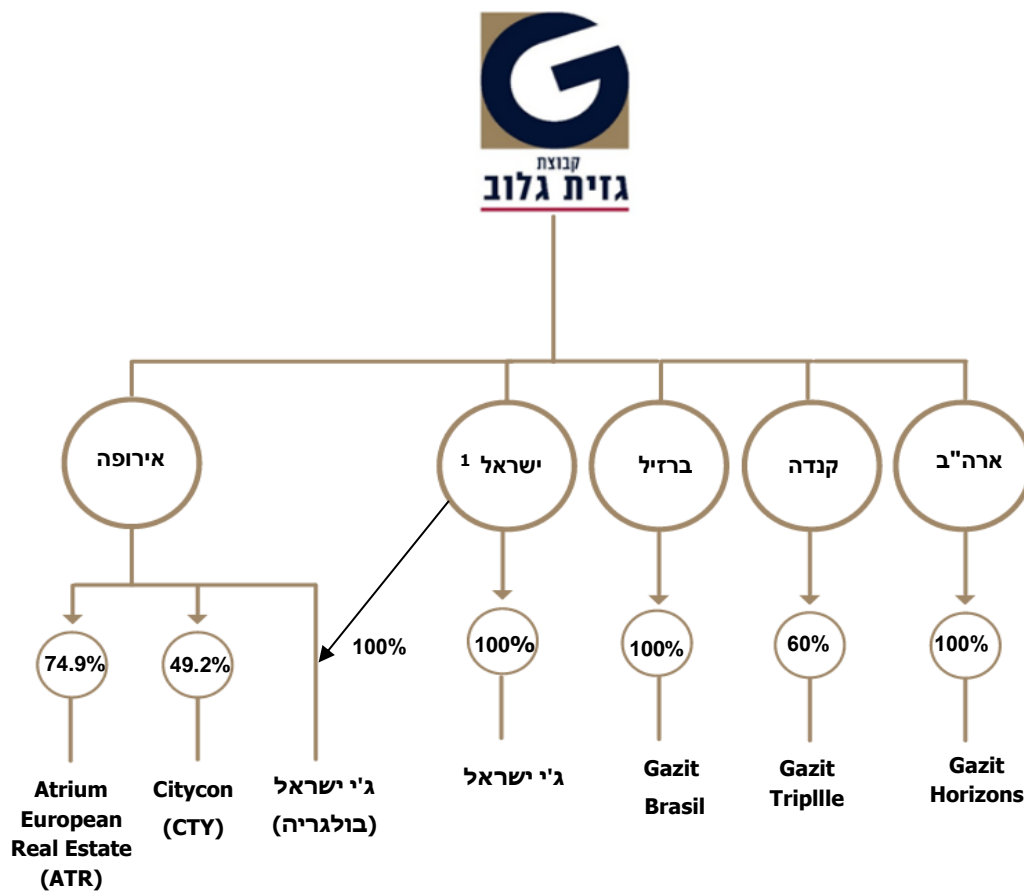 קבוצת
גזית גלוב
אירופה
ישראל 1
ברזיל
קנדה
ארה"ב
100%
74.9%
49.2%
100%
100%
60%
100%
Atrium
European
Real Estate
(ATR)
Citycon
(CTY)
ג'י ישראל
(בולגריה)
ג'י ישראל
Gazit
Brasil
Gazit
Tripllle
Gazit
Horizons